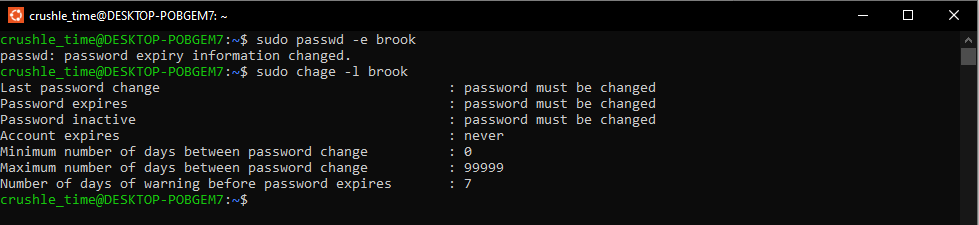 crushle_time@DESKTOP-POBGEM7: ~
crushle_time@DESKTOP-POBGEM7:~$ sudo passwd -e brook
passwd: password expiry information changed.
crushle_time@DESKTOP-POBGEM7:~$ sudo chage -l brook
Last password change : password must be changed
Password expires : password must be changed
Password inactive : password must be changed
Account expires : never
Minimum number of days between password change : 0
Maximum number of days between password change : 99999
Number of days of warning before password expires : 7
crushle_time@DESKTOP-POBGEM7:~$